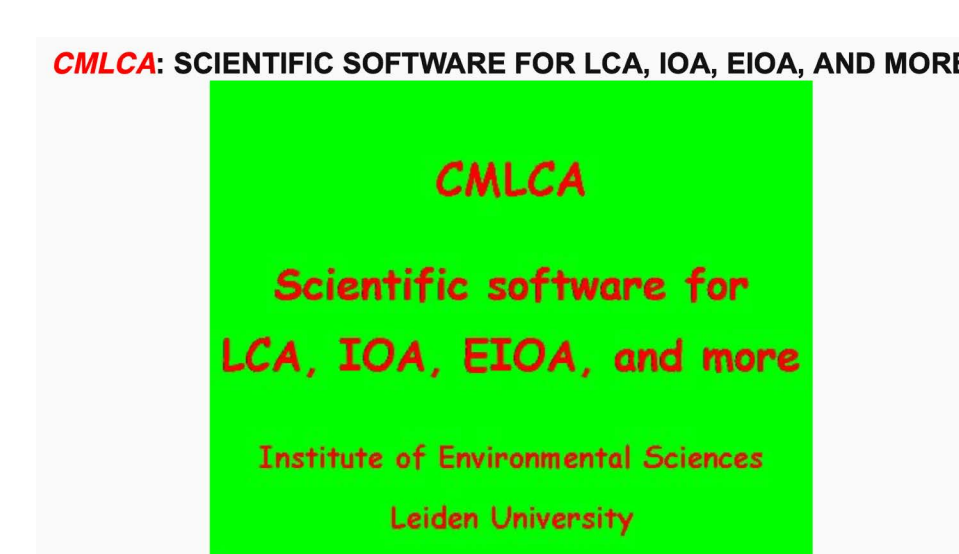 CMLCA: SCIENTIFIC SOFTWARE FOR LCA, IOA, EIOA, AND MORE
CMLCA
Scientific software for
LCA, IOA, EIOA, and more
Institute of Environmental Sciences
Leiden University